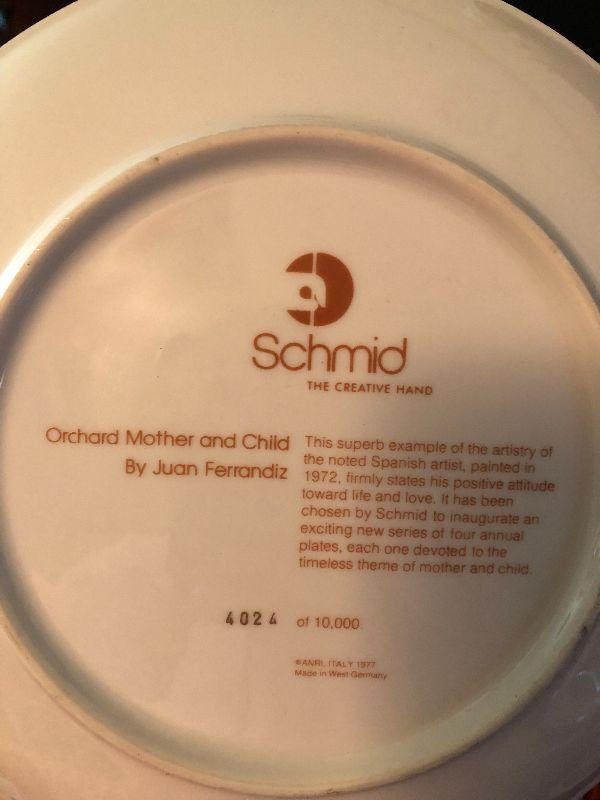 Schmid
THE CREATIVE HAND
Orchard Mother and Child
By Juan Ferrandiz
This superb example of the artistry of
the noted Spanish artist, painted in
1972, firmly states his positive attitude
toward life and love. It has been
chosen by Schmid to inaugurate an
exciting new series of four annual
plates, each one devoted to the
timeless theme of mother and child.
4024 of 10,000
©ANRI, ITALY 1977
Made in West Germany